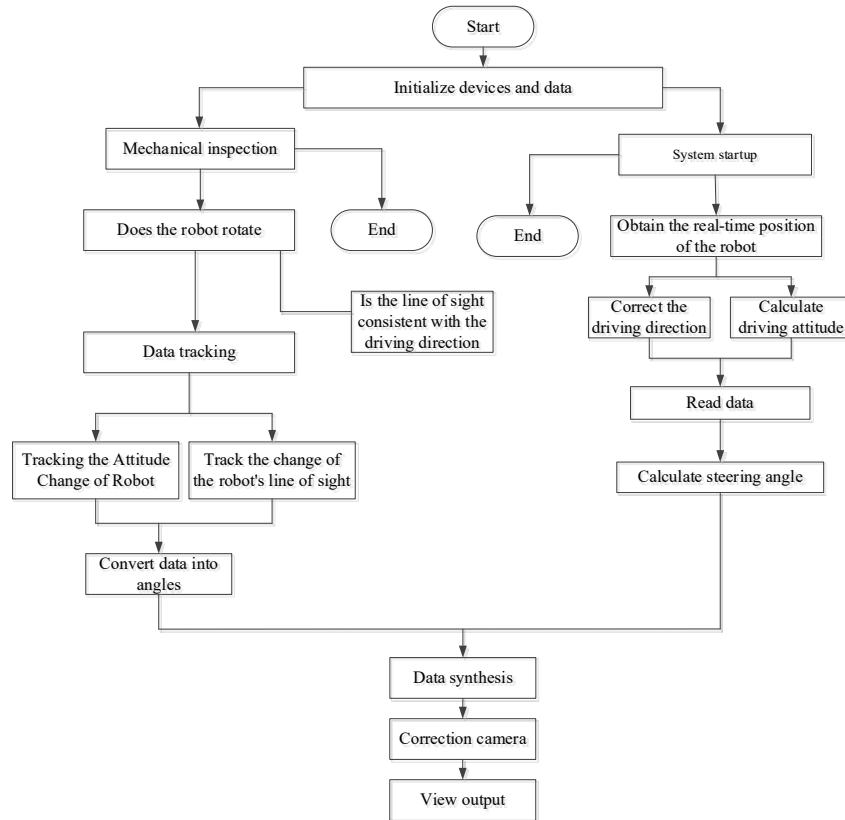 Start
Initialize devices and data
Mechanical inspection
System startup
End
End
Does the robot rotate
Obtain the real-time position
of the robot
Is the line of sight
consistent with the
driving direction
Correct the
driving direction
Calculate
driving attitude
Data tracking
Read data
Tracking the Attitude
Change of Robot
Track the change of
the robot's line of sight
Calculate steering angle
Convert data into
angles
Data synthesis
Correction camera
View output